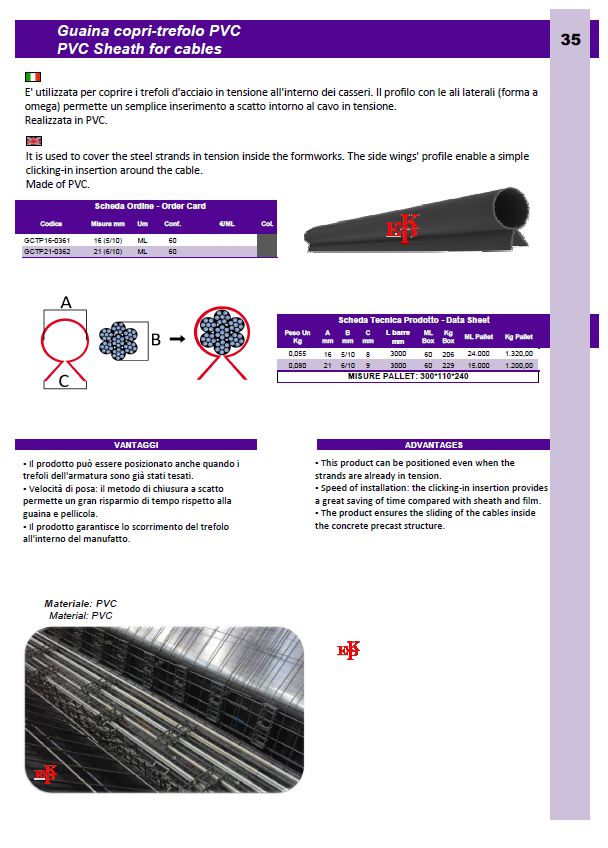 Guaina copri-trefolo PVC
PVC Sheath for cables
35
E' utilizzata per coprire i trefoli d'acciaio in tensione all'interno dei casseri. Il profilo con le ali laterali (forma a
omega) permette un semplice inserimento a scatto intorno al cavo in tensione.
Realizzata in PVC.
It is used to cover the steel strands in tension inside the formworks. The side wings' profile enable a simple
clicking-in insertion around the cable.
Made of PVC.
Scheda Ordine - Order Card
Codice Misure mm Um Conf. €/ML Col.
GCTP16-0361 16 (5/10) ML 60
GCTP21-0362 21 (6/10) ML 60
EKP
A
B
C
Scheda Tecnica Prodotto - Data Sheet
Peso Un A B C L barre ML Kg ML Pallet Kg Pallet
Kg mm mm mm mm Box Box
0,055 16 5/10 8 3000 60 206 24.000 1.320,00
0,080 21 6/10 9 3000 60 229 15.000 1.200,00
MISURE PALLET: 300*110*240
VANTAGGI
• Il prodotto può essere posizionato anche quando i
trefoli dell'armatura sono già stati tesati.
• Velocità di posa: il metodo di chiusura a scatto
permette un gran risparmio di tempo rispetto alla
guaina e pellicola.
• Il prodotto garantisce lo scorrimento del trefolo
all'interno del manufatto.
ADVANTAGES
• This product can be positioned even when the
strands are already in tension.
• Speed of installation: the clicking-in insertion provides
a great saving of time compared with sheath and film.
• The product ensures the sliding of the cables inside
the concrete precast structure.
Materiale: PVC
Material: PVC
EKP
EKP